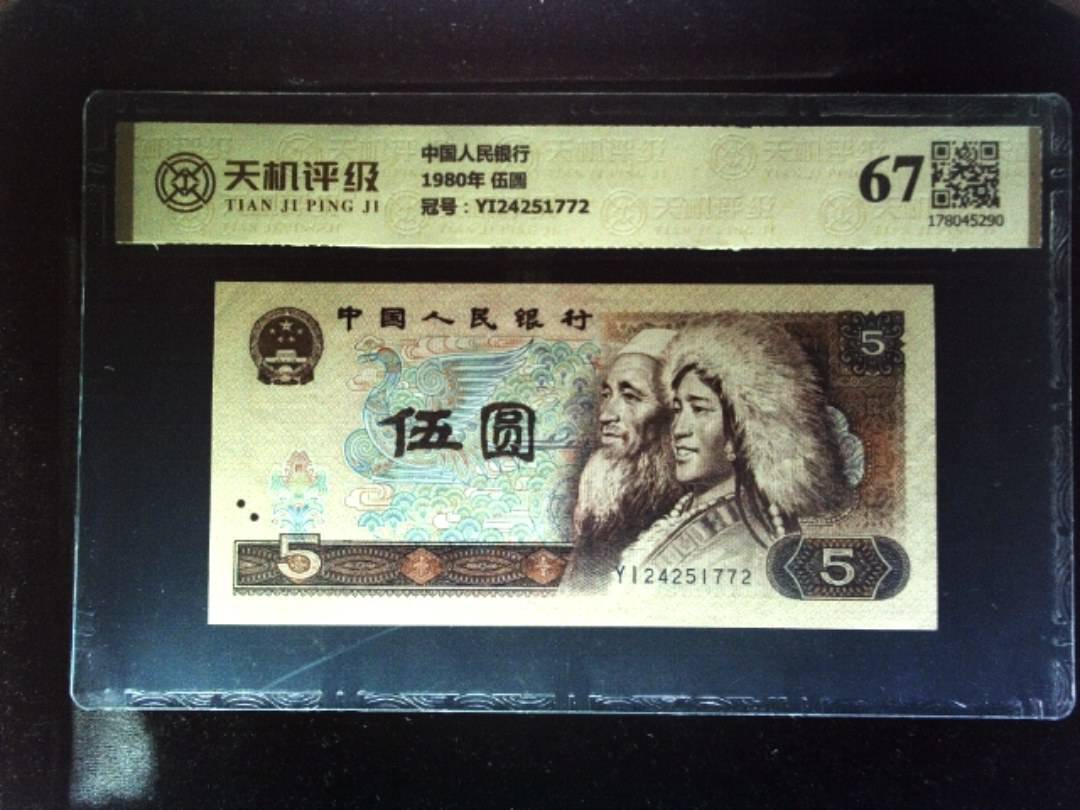 天机评级
TIAN JI PING JI
中国人民银行
1980年 伍圆
冠号：YI24251772
67
178045290
中国人民银行
5
伍圆
5
YI24251772
5